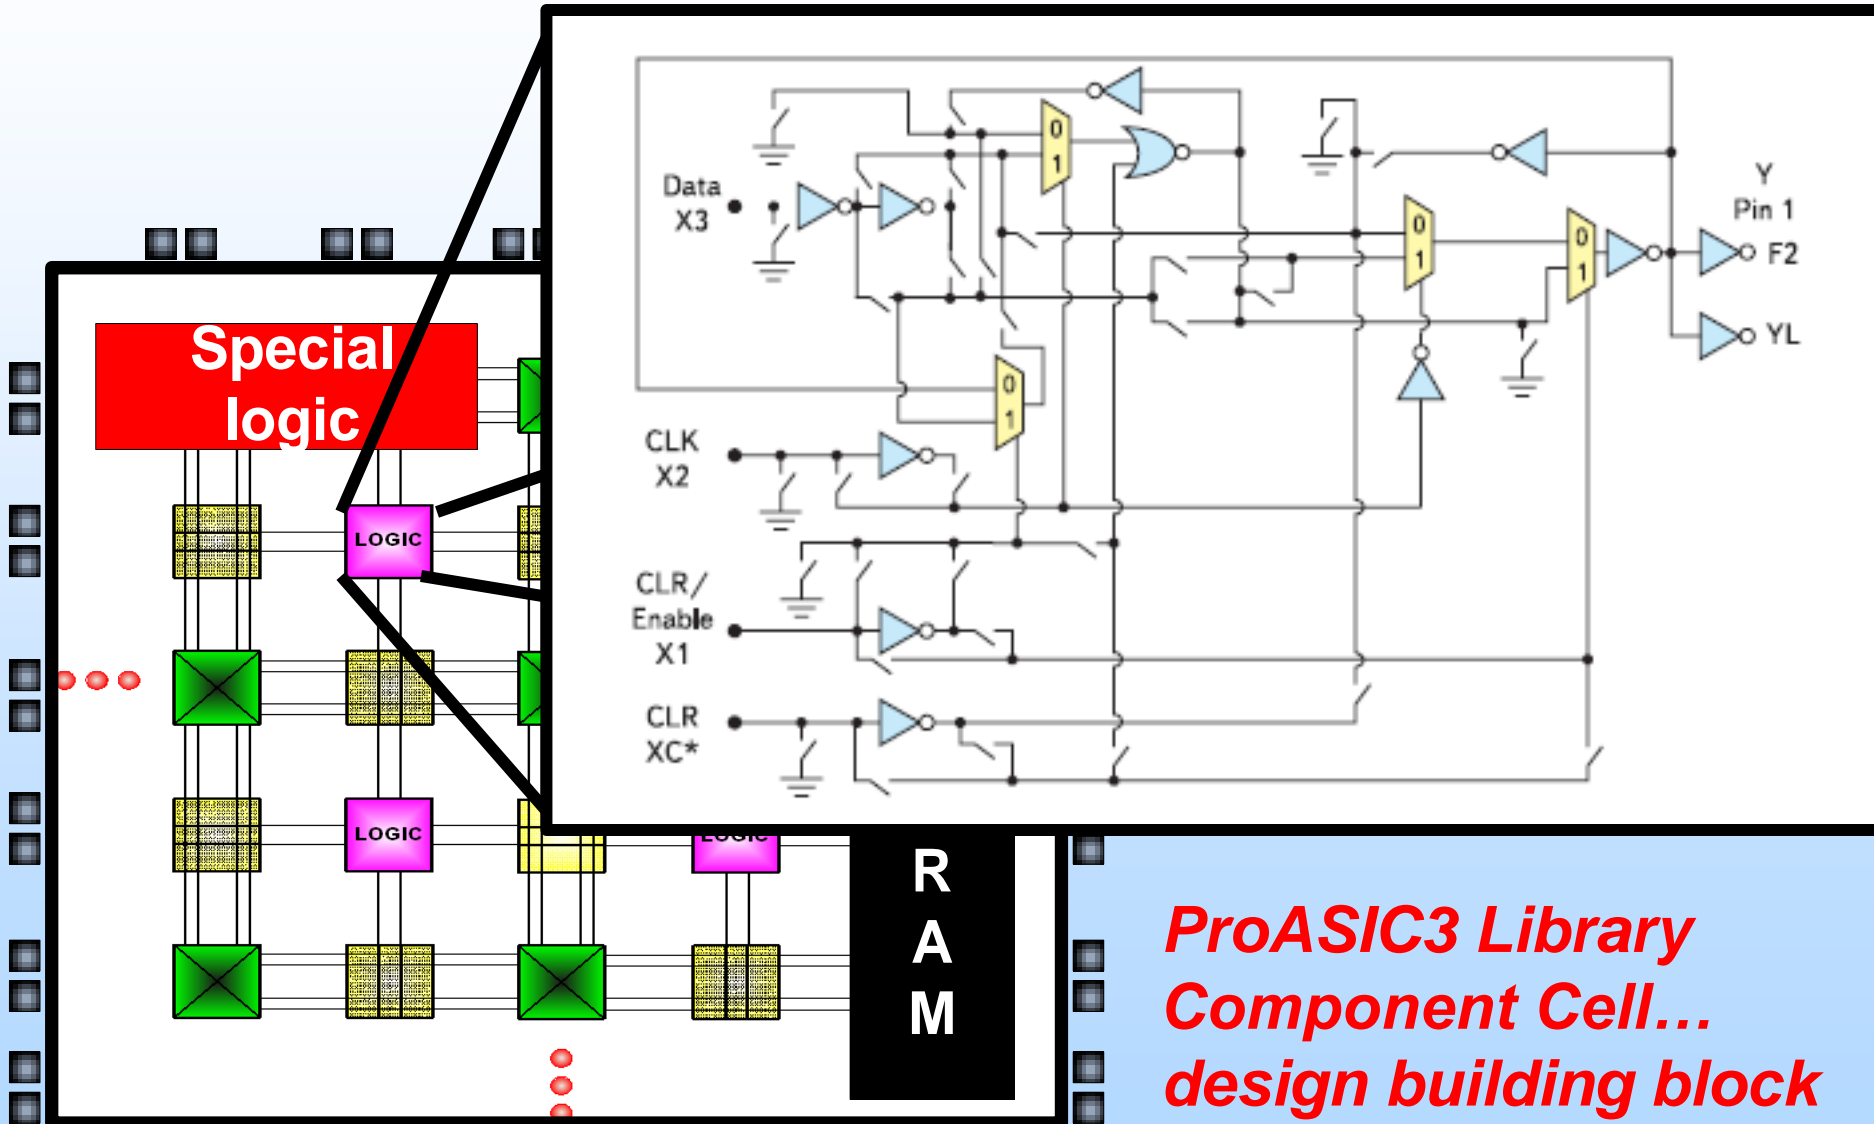 0
1
Data
X3
0
1
0
1
Y
Pin 1
F2
YL
0
1
CLK
X2
CLR/
Enable
X1
CLR
XC*
Special
logic
LOGIC
LOGIC
LOGIC
R
A
M
ProASIC3 Library
Component Cell...
design building block